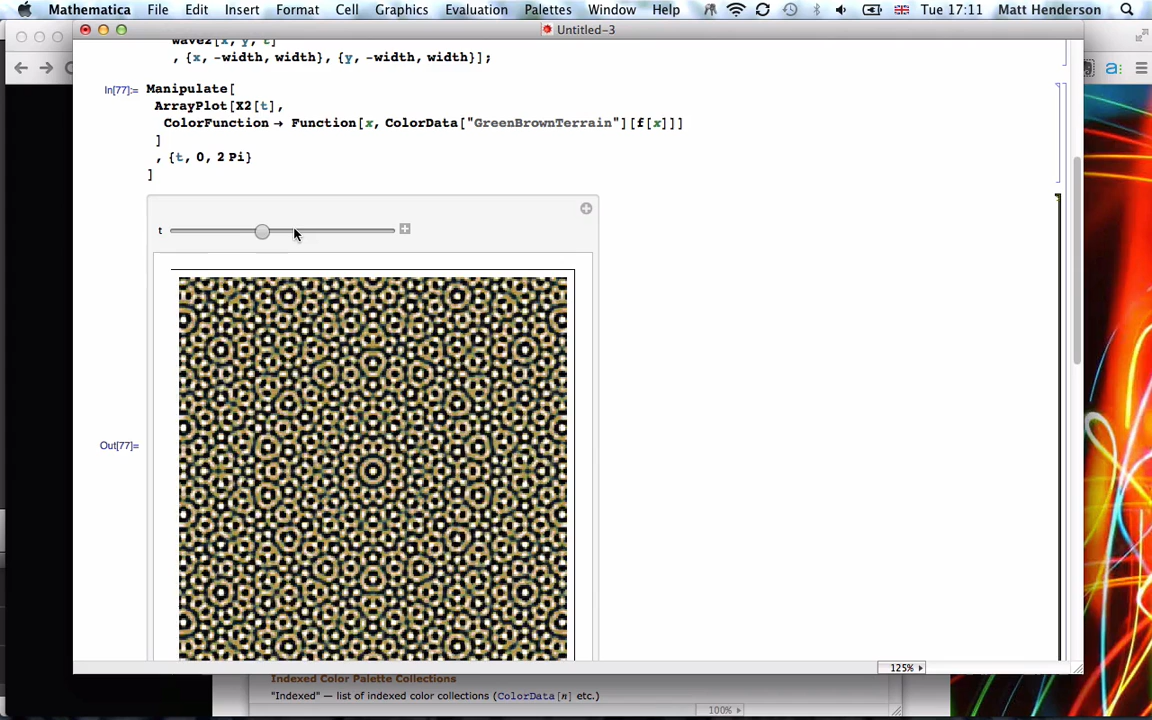 Mathematica File Edit Insert Format Cell Graphics Evaluation Palettes Window Help Tue 17:11 Matt Henderson
Untitled-3
wave2[x, y, t]
, {x, -width, width}, {y, -width, width}];
In[77]:= Manipulate[
ArrayPlot[X2[t],
ColorFunction → Function[x, ColorData["GreenBrownTerrain"][f[x]]]
]
, {t, 0, 2 Pi}
]
t
Out[77]=
125%
Indexed Color Palette Collections
"Indexed" — list of indexed color collections (ColorData[n] etc.)
100%